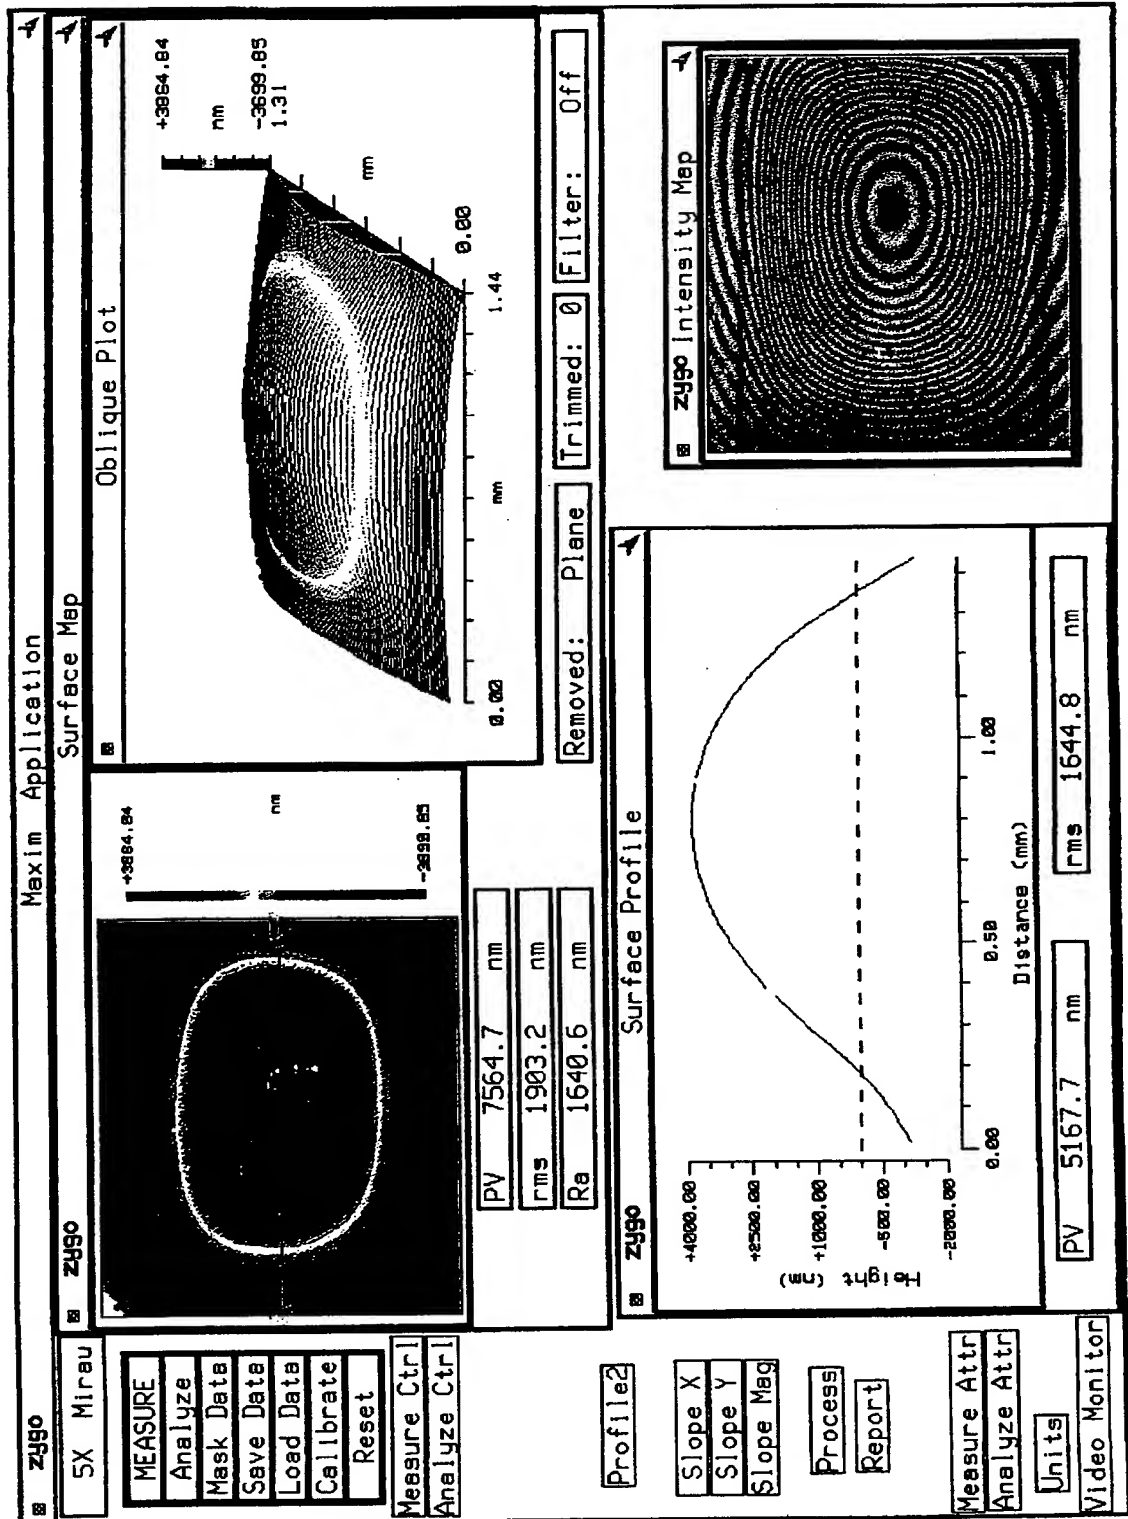 zygo Maxim Application
5X Mirau
MEASURE
Analyze
Mask Data
Save Data
Load Data
Calibrate
Reset
Measure Ctrl
Analyze Ctrl
Profile2
Slope X
Slope Y
Slope Mag
Process
Report
Measure Attr
Analyze Attr
Units
Video Monitor
zygo Surface Map
+3864.84
nm
-3699.85
PV 7564.7 nm
rms 1903.2 nm
Ra 1640.6 nm
Oblique Plot
+3864.84
nm
-3699.85
1.31
mm
0.00
1.44
mm
0.00
Removed: Plane
Trimmed: 0
Filter: Off
zygo Surface Profile
+4000.00
+2500.00
+1000.00
-500.00
-2000.00
Height (nm)
0.00
0.50
1.00
Distance (mm)
PV 5167.7 nm
rms 1644.8 nm
zygo Intensity Map